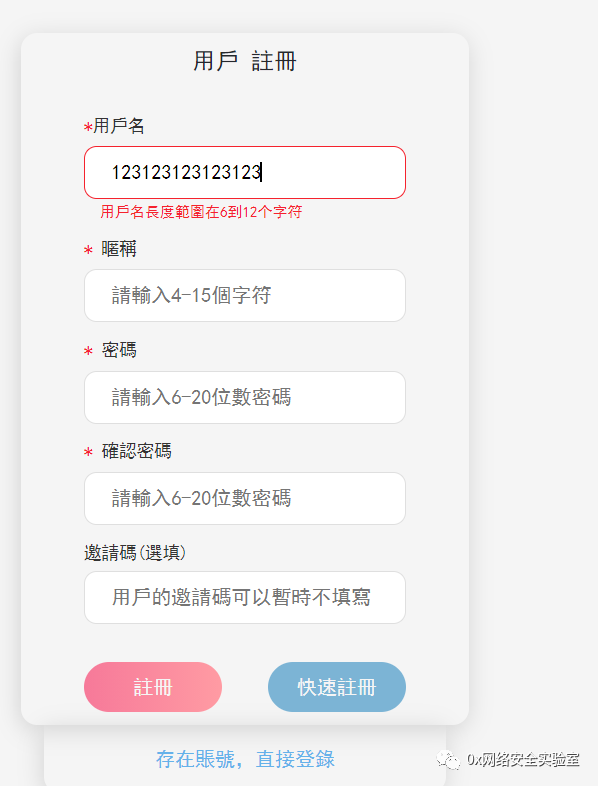 用戶 註冊
*用戶名
123123123123123
用戶名長度範圍在6到12个字符
* 暱稱
請輸入4-15個字符
* 密碼
請輸入6-20位數密碼
* 確認密碼
請輸入6-20位數密碼
邀請碼(選填)
用戶的邀請碼可以暫時不填寫
註冊 快速註冊
存在賬號，直接登錄
0x网络安全实验室